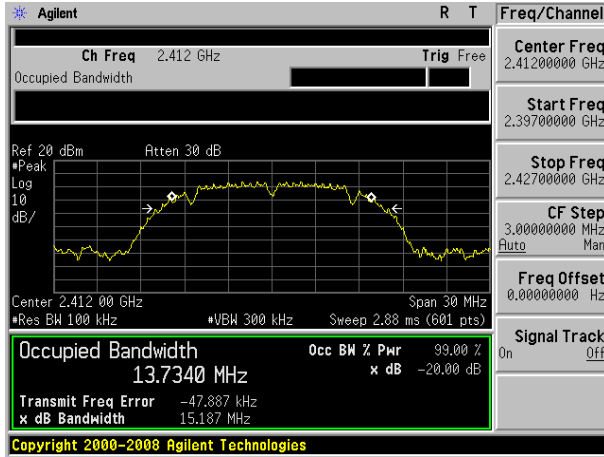 Agilent R T Freq/Channel
Ch Freq 2.412 GHz Trig Free
Occupied Bandwidth
Center Freq
2.41200000 GHz
Start Freq
2.39700000 GHz
Stop Freq
2.42700000 GHz
CF Step
3.00000000 MHz
Auto Man
Freq Offset
0.00000000 Hz
Signal Track
On Off
Ref 20 dBm Atten 30 dB
#Peak
Log
10
dB/
Center 2.412 00 GHz Span 30 MHz
#Res BW 100 kHz #VBW 300 kHz Sweep 2.88 ms (601 pts)
Occupied Bandwidth Occ BW % Pwr 99.00 %
13.7340 MHz x dB -20.00 dB
Transmit Freq Error -47.887 kHz
x dB Bandwidth 15.187 MHz
Copyright 2000-2008 Agilent Technologies